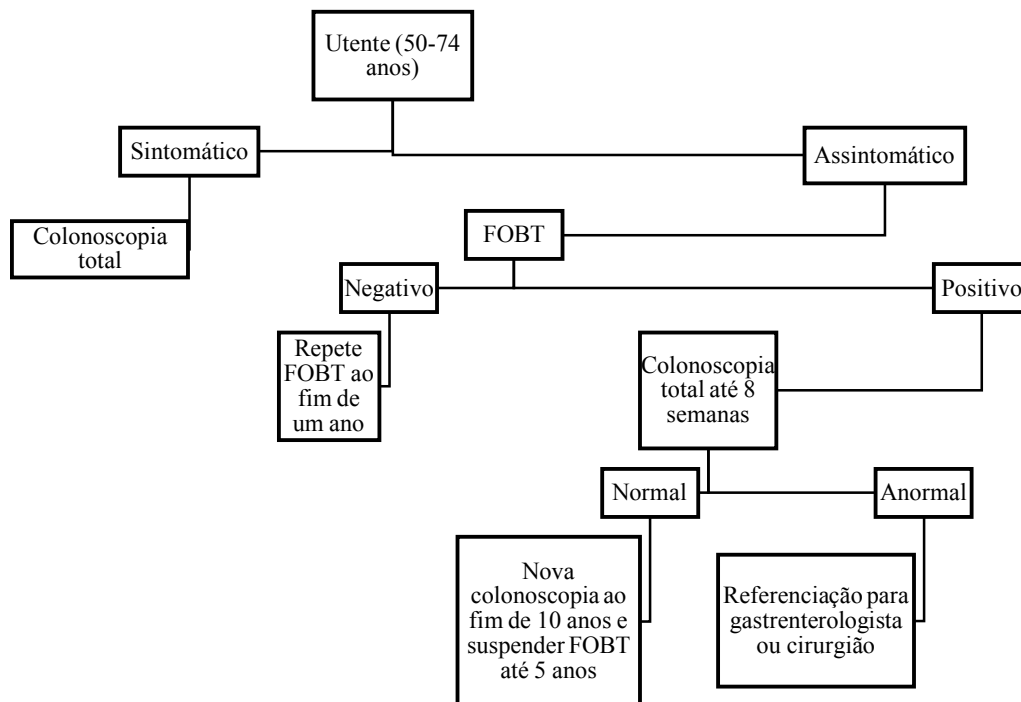 Utente (50-74
anos)
Sintomático
Assintomático
Colonoscopia
total
FOBT
Negativo
Positivo
Repete
FOBT ao
fim de
um ano
Colonoscopia
total até 8
semanas
Normal
Anormal
Nova
colonoscopia ao
fim de 10 anos e
suspender FOBT
até 5 anos
Referenciação para
gastrenterologista
ou cirurgião